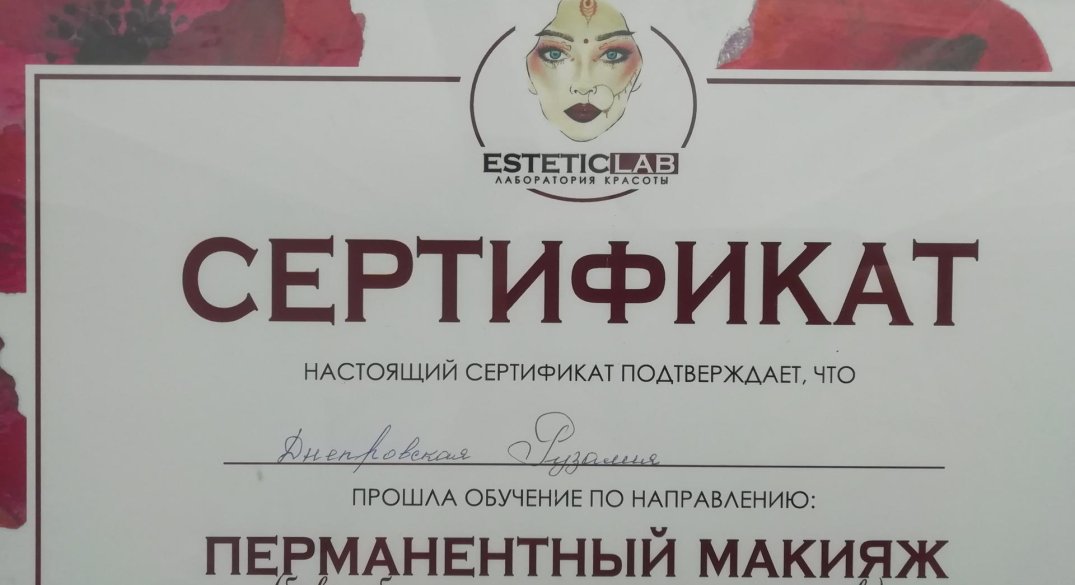 ESTETICLAB
ЛАБОРАТОРИЯ КРАСОТЫ
СЕРТИФИКАТ
НАСТОЯЩИЙ СЕРТИФИКАТ ПОДТВЕРЖДАЕТ, ЧТО
Днепровская Рузалия
ПРОШЛА ОБУЧЕНИЕ ПО НАПРАВЛЕНИЮ:
ПЕРМАНЕНТНЫЙ МАКИЯЖ